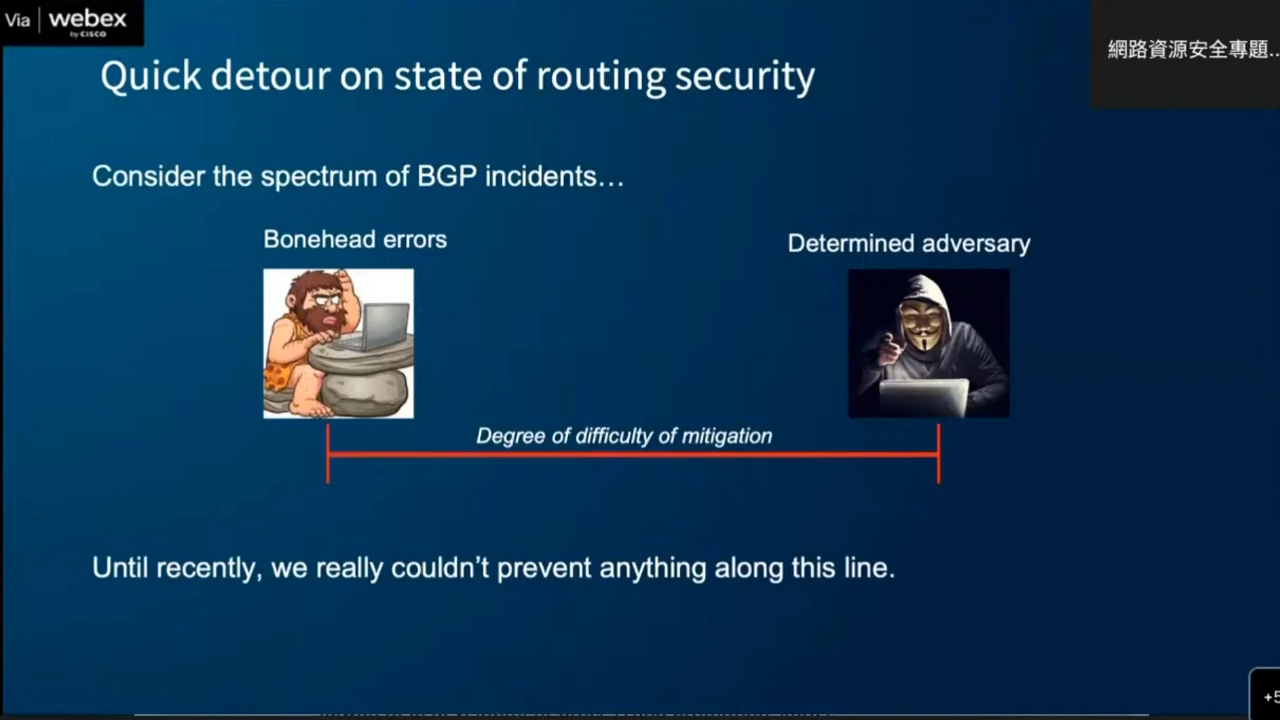 Via webex
by CISCO
網路資源安全專題...
Quick detour on state of routing security
Consider the spectrum of BGP incidents...
Bonehead errors
Determined adversary
Degree of difficulty of mitigation
Until recently, we really couldn't prevent anything along this line.
+5